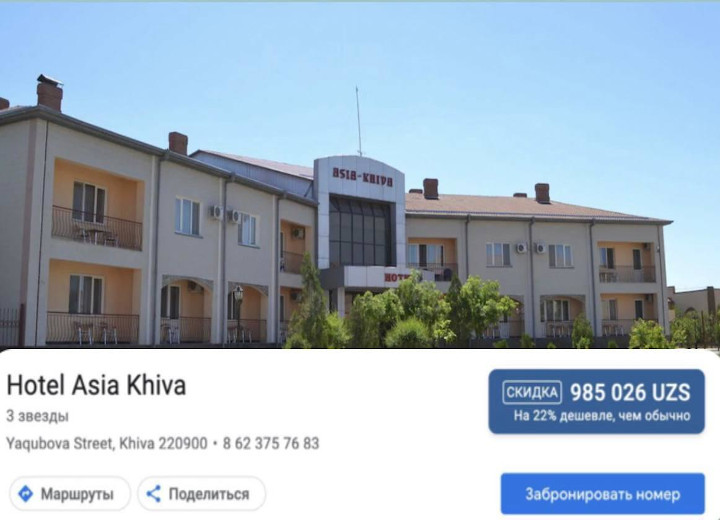 ASIA-KHIVA
HOTEL
Hotel Asia Khiva
3 звезды
Yaqubova Street, Khiva 220900 • 8 62 375 76 83
СКИДКА 985 026 UZS
На 22% дешевле, чем обычно
Маршруты
Поделиться
Забронировать номер